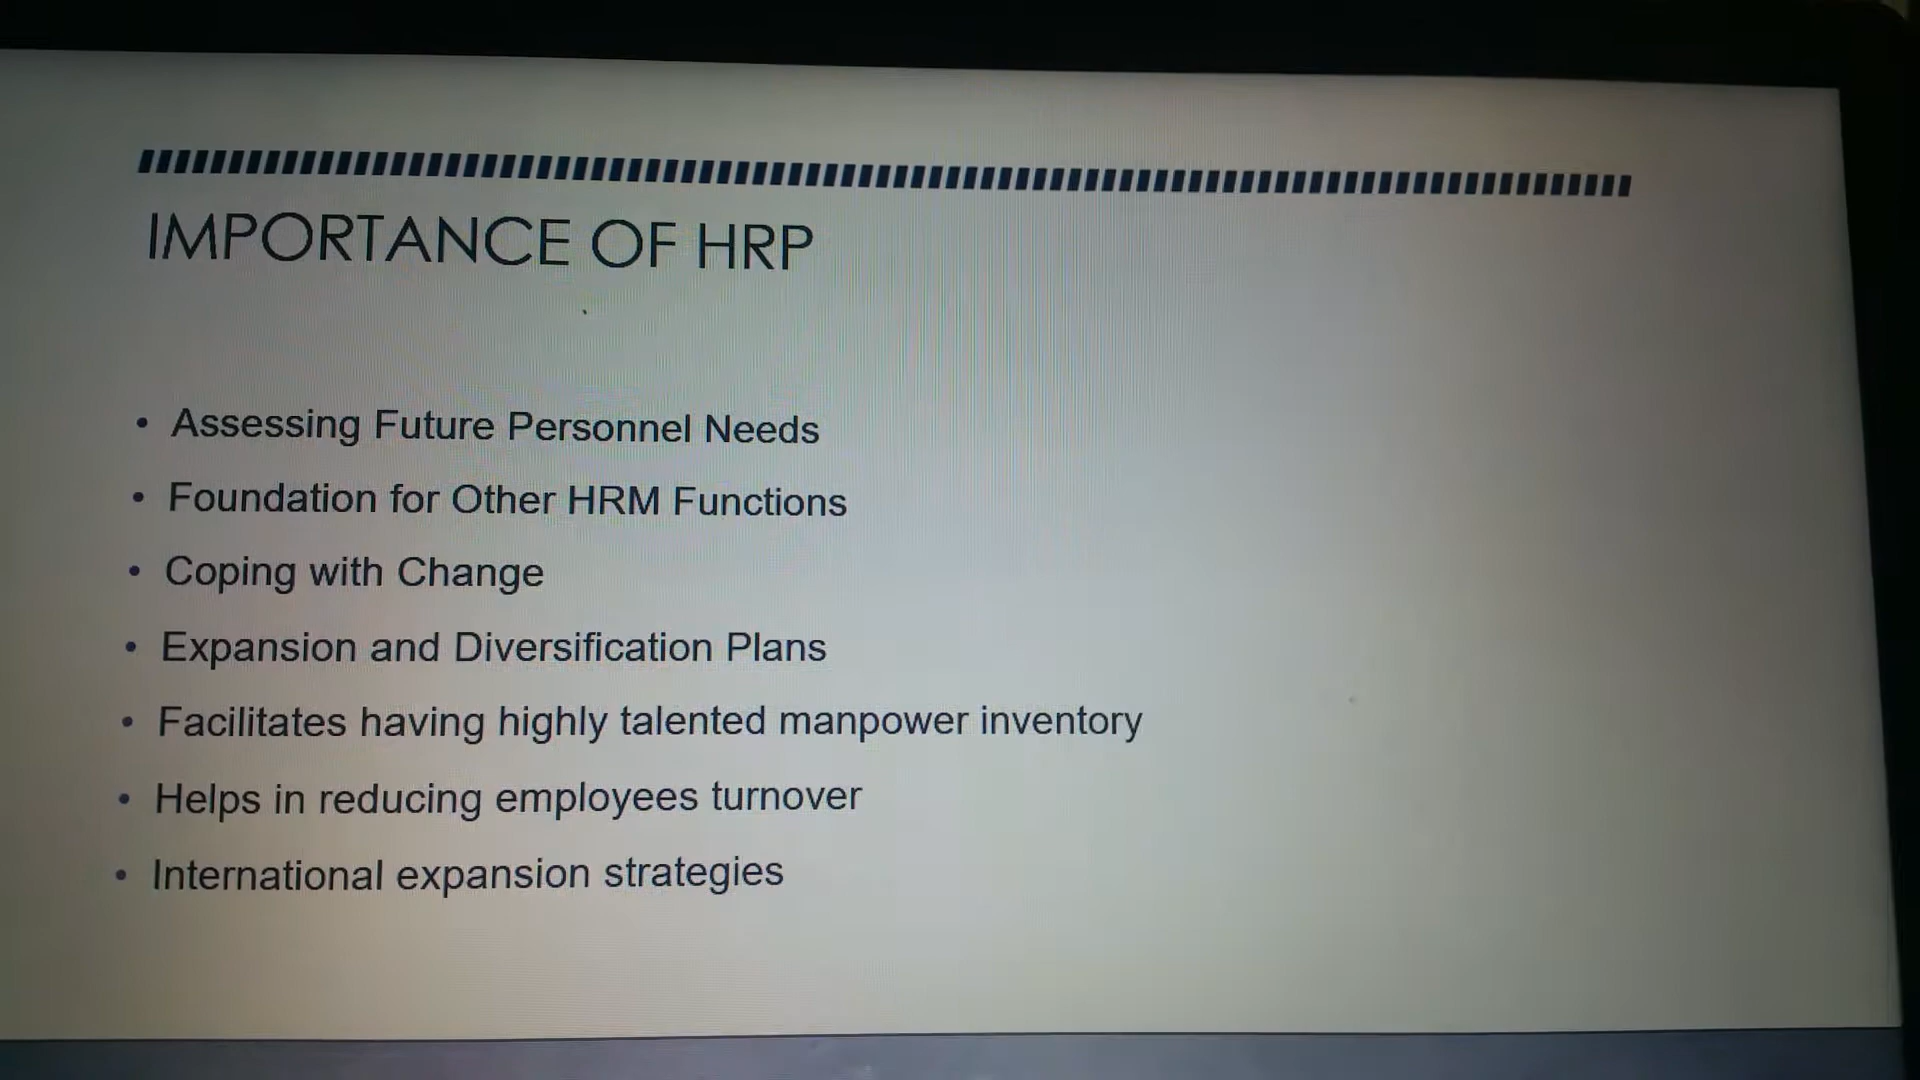 IMPORTANCE OF HRP
• Assessing Future Personnel Needs
• Foundation for Other HRM Functions
• Coping with Change
• Expansion and Diversification Plans
• Facilitates having highly talented manpower inventory
• Helps in reducing employees turnover
• International expansion strategies